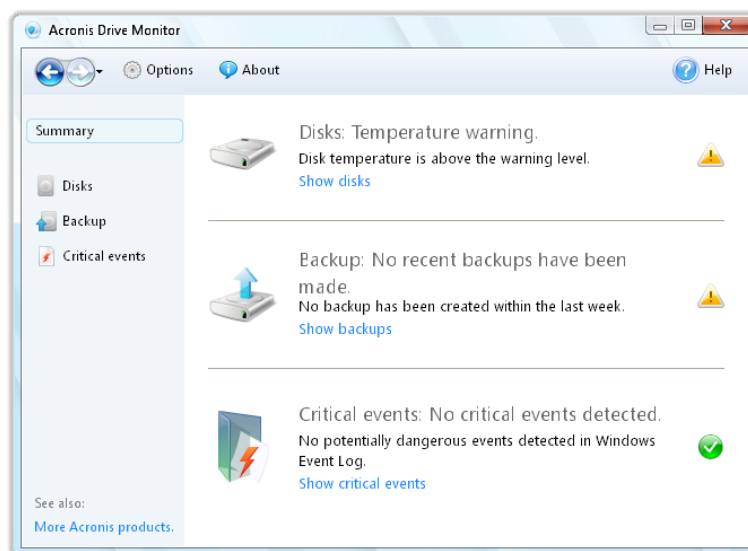 Acronis Drive Monitor
Options
About
Help
Summary
Disks
Backup
Critical events
Disks: Temperature warning.
Disk temperature is above the warning level.
Show disks
Backup: No recent backups have been
made.
No backup has been created within the last week.
Show backups
Critical events: No critical events detected.
No potentially dangerous events detected in Windows
Event Log.
Show critical events
See also:
More Acronis products.